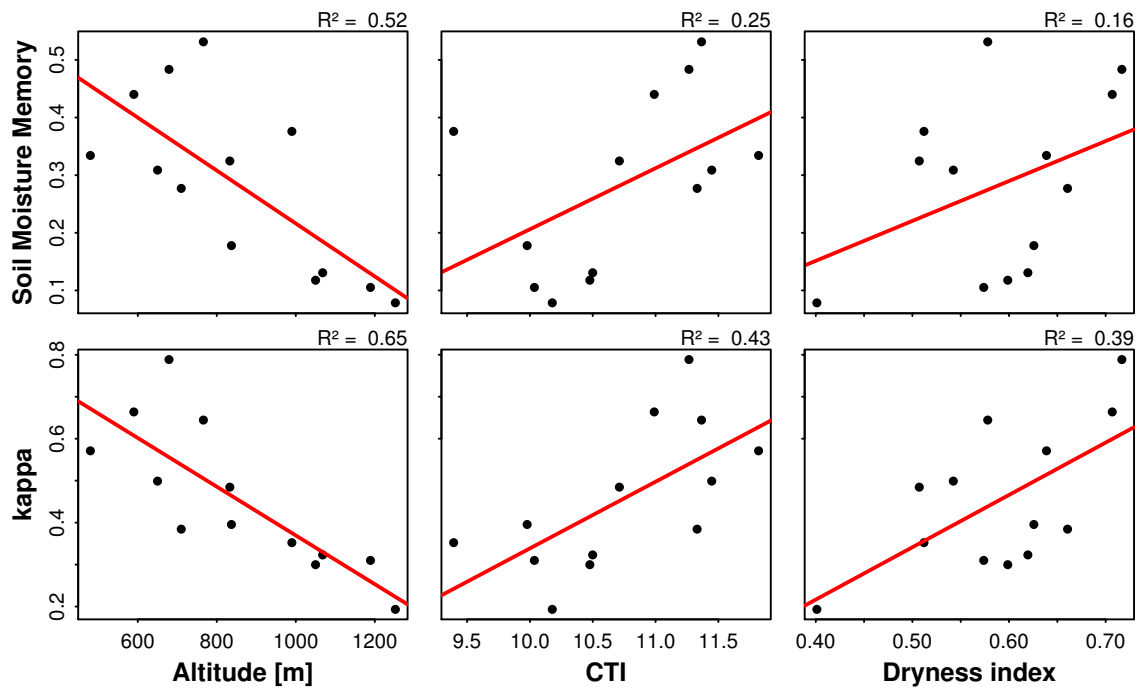 R² = 0.52
R² = 0.25
R² = 0.16
Soil Moisture Memory
0.1 0.2 0.3 0.4 0.5
R² = 0.65
R² = 0.43
R² = 0.39
kappa
0.2 0.4 0.6 0.8
600 800 1000 1200
9.5 10.0 10.5 11.0 11.5
0.40 0.50 0.60 0.70
Altitude [m]
CTI
Dryness index